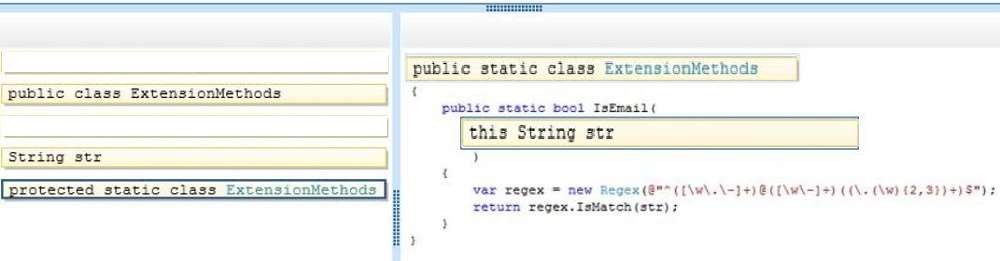 public class ExtensionMethods
String str
protected static class ExtensionMethods
public static class ExtensionMethods
{
public static bool IsEmail(
this String str
)
{
var regex = new Regex(@"^([\w\.\-]+)@([\w\-]+)((\.(\w){2,3})+)$");
return regex.IsMatch(str);
}
}